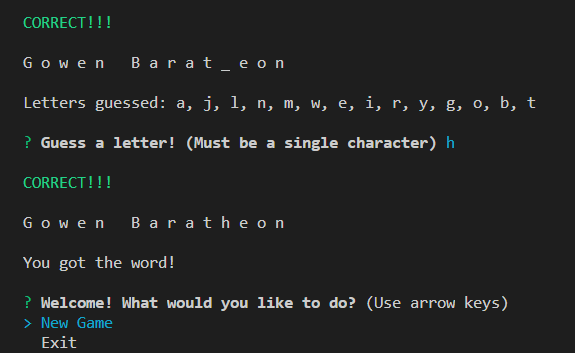 CORRECT!!!
G o w e n   B a r a t _ e o n
Letters guessed: a, j, l, n, m, w, e, i, r, y, g, o, b, t
? Guess a letter! (Must be a single character) h
CORRECT!!!
G o w e n   B a r a t h e o n
You got the word!
? Welcome! What would you like to do? (Use arrow keys)
> New Game
  Exit